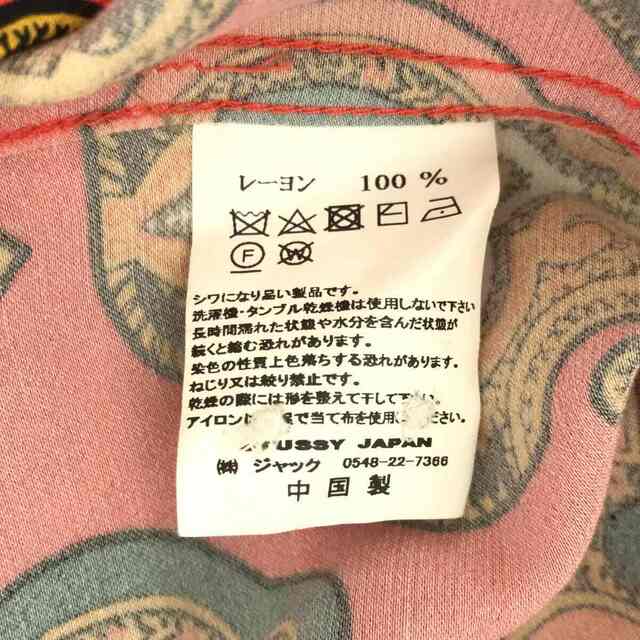 レーヨン 100 %
F W
シワになり易い製品です。
洗濯機・タンブル乾燥機は使用しないで下さい
長時間濡れた状態や水分を含んだ状態が
続くと縮む恐れがあります。
染色の性質上色落ちする恐れがあります。
ねじり又は絞り禁止です。
乾燥の際には形を整えて干して下さい。
アイロンは で当て布を使用
STUSSY JAPAN
㈱ ジャック 0548-22-7366
中国製